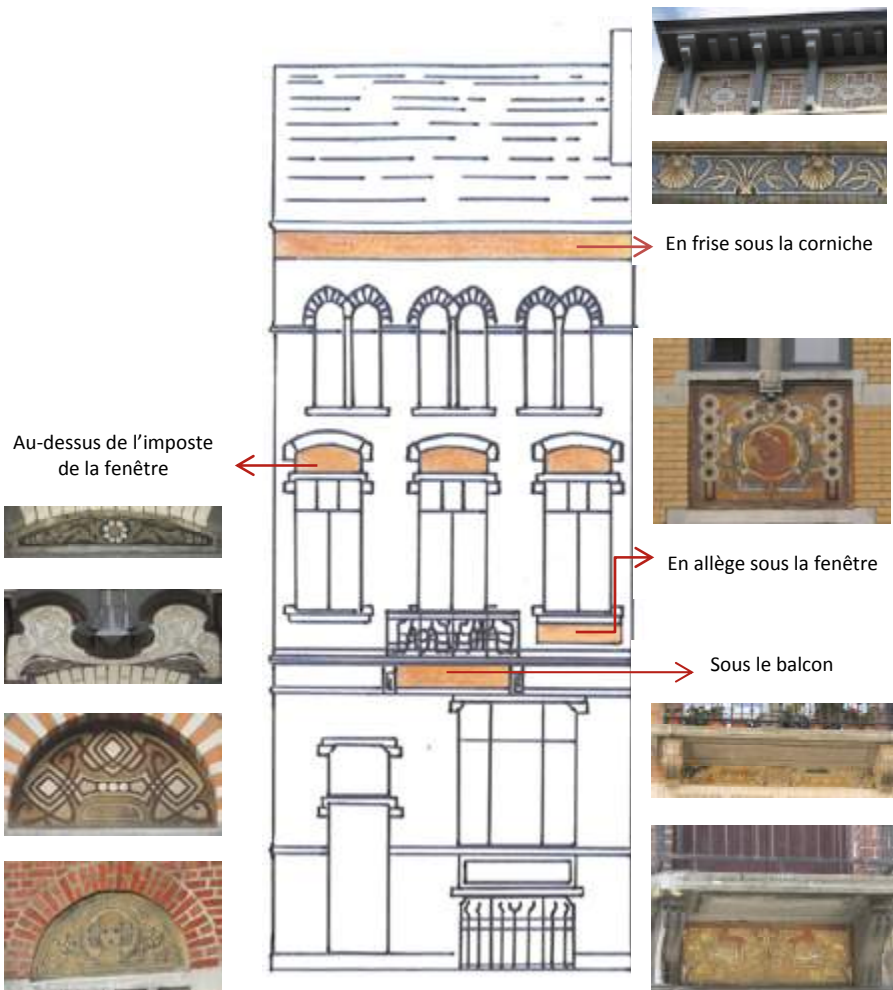 En frise sous la corniche
Au-dessus de l’imposte
de la fenêtre
En allège sous la fenêtre
Sous le balcon